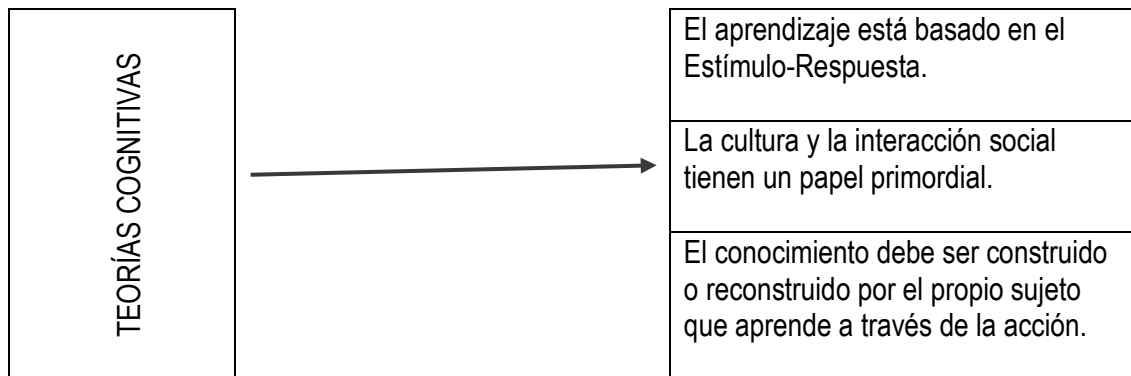 TEORÍAS COGNITIVAS
El aprendizaje está basado en el
Estímulo-Respuesta.
La cultura y la interacción social
tienen un papel primordial.
El conocimiento debe ser construido
o reconstruido por el propio sujeto
que aprende a través de la acción.